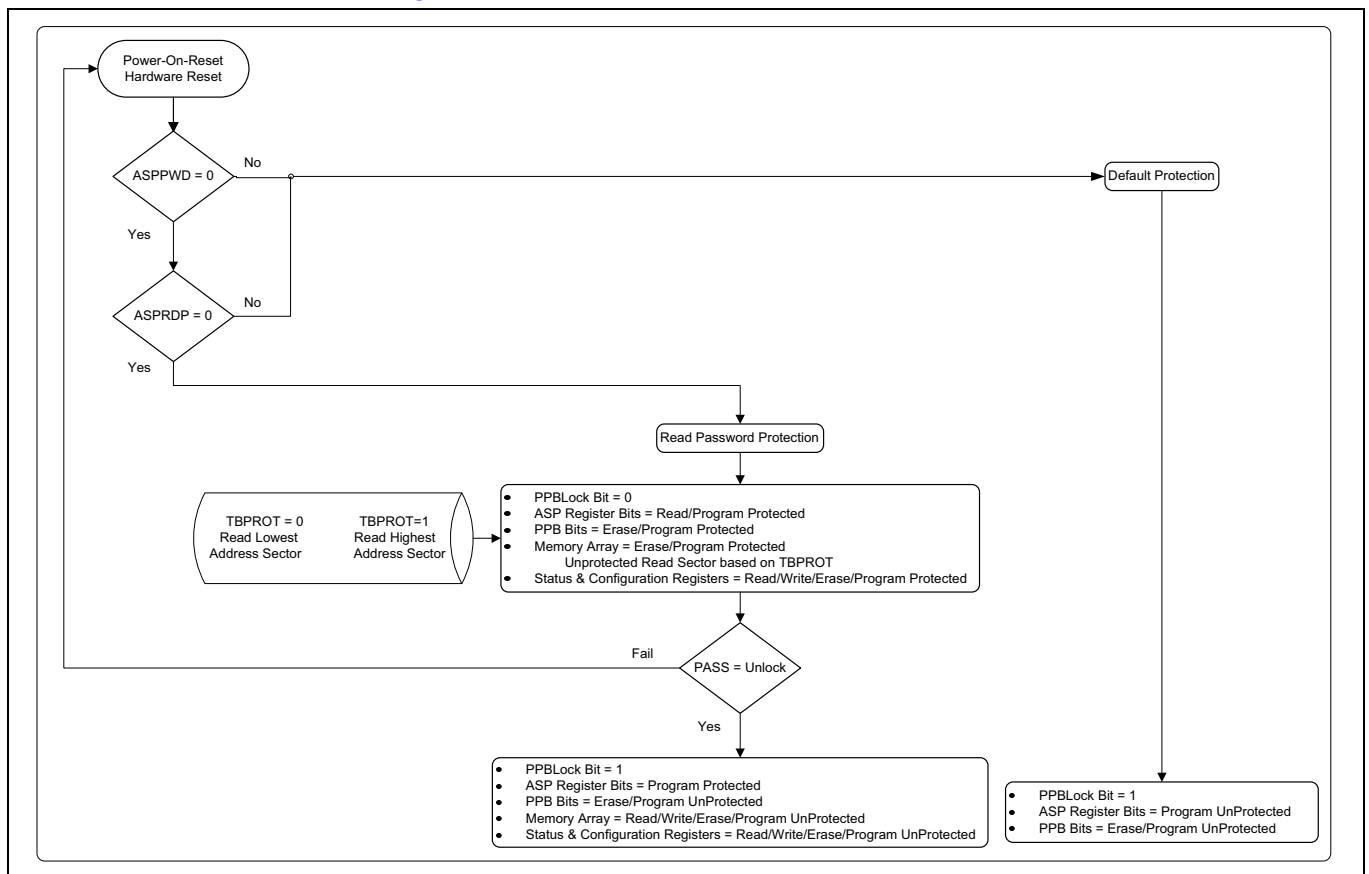 Power-On-Reset
Hardware Reset
No
ASPPWD = 0
Default Protection
Yes
No
ASPRDP = 0
Yes
Read Password Protection
TBPROT = 0
Read Lowest
Address Sector
TBPROT=1
Read Highest
Address Sector
• PPBLock Bit = 0
• ASP Register Bits = Read/Program Protected
• PPB Bits = Erase/Program Protected
• Memory Array = Erase/Program Protected
Unprotected Read Sector based on TBPROT
• Status & Configuration Registers = Read/Write/Erase/Program Protected
Fail
PASS = Unlock
Yes
• PPBLock Bit = 1
• ASP Register Bits = Program Protected
• PPB Bits = Erase/Program UnProtected
• Memory Array = Read/Write/Erase/Program UnProtected
• Status & Configuration Registers = Read/Write/Erase/Program UnProtected
• PPBLock Bit = 1
• ASP Register Bits = Program UnProtected
• PPB Bits = Erase/Program UnProtected